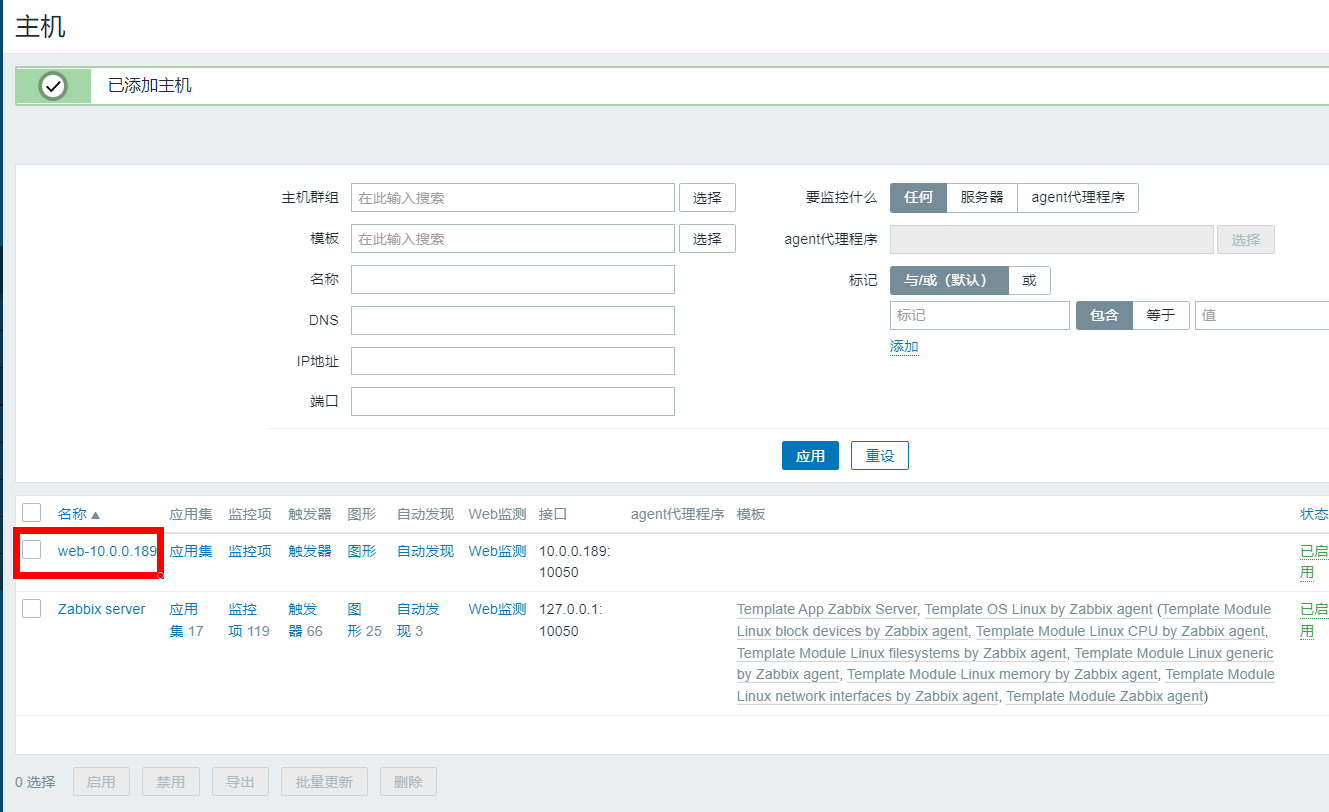 主机
已添加主机
主机群组 在此输入搜索 选择 要监控什么 任何 服务器 agent代理程序
模板 在此输入搜索 选择 agent代理程序 选择
名称 标记 与/或（默认） 或
标记 包含 等于 值
DNS
添加
IP地址
端口
应用 重设
名称▲ 应用集 监控项 触发器 图形 自动发现 Web监测 接口 agent代理程序 模板 状态
web-10.0.0.189 应用集 监控项 触发器 图形 自动发现 Web监测 10.0.0.189: 已启
10050 用
Zabbix server 应用 监控 触发 图 自动发 Web监测 127.0.0.1: Template App Zabbix Server, Template OS Linux by Zabbix agent (Template Module 已启
集 17 项 119 器 66 形 25 现 3 10050 Linux block devices by Zabbix agent, Template Module Linux CPU by Zabbix agent, 用
Template Module Linux filesystems by Zabbix agent, Template Module Linux generic
by Zabbix agent, Template Module Linux memory by Zabbix agent, Template Module
Linux network interfaces by Zabbix agent, Template Module Zabbix agent)
0 选择 启用 禁用 导出 批量更新 删除